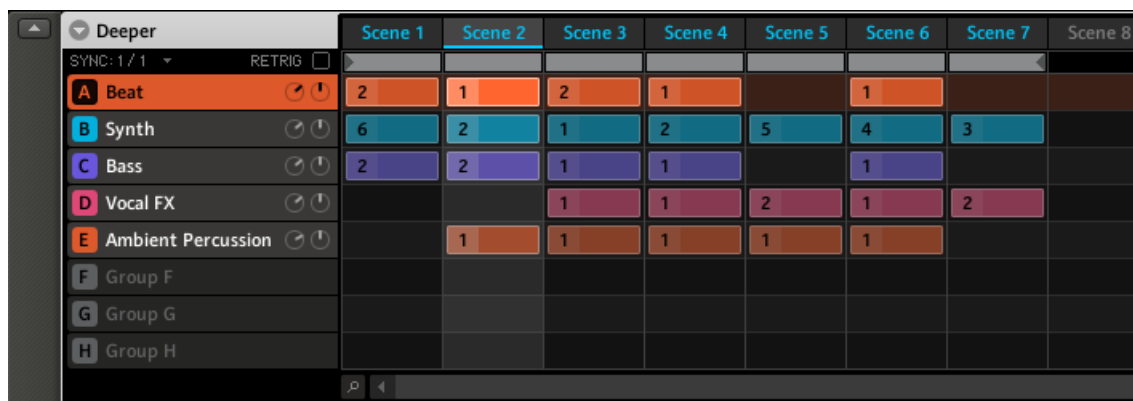 Deeper Scene 1 Scene 2 Scene 3 Scene 4 Scene 5 Scene 6 Scene 7 Scene 8
SYNC: 1 / 1 RETRIG
A Beat 2 1 2 1 1
B Synth 6 2 1 2 5 4 3
C Bass 2 2 1 1 1
D Vocal FX 1 1 2 1 2
E Ambient Percussion 1 1 1 1 1
F Group F
G Group G
H Group H